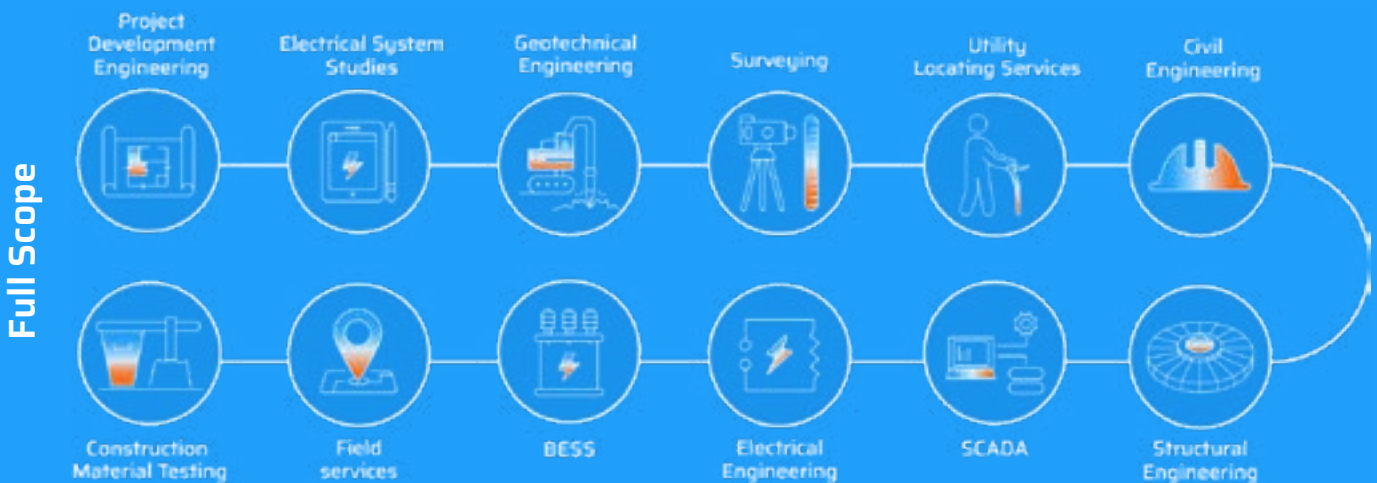 Full Scope
Project
Development
Engineering
Electrical System
Studies
Geotechnical
Engineering
Surveying
Utility
Locating Services
Civil
Engineering
Construction
Material Testing
Field
services
BESS
Electrical
Engineering
SCADA
Structural
Engineering